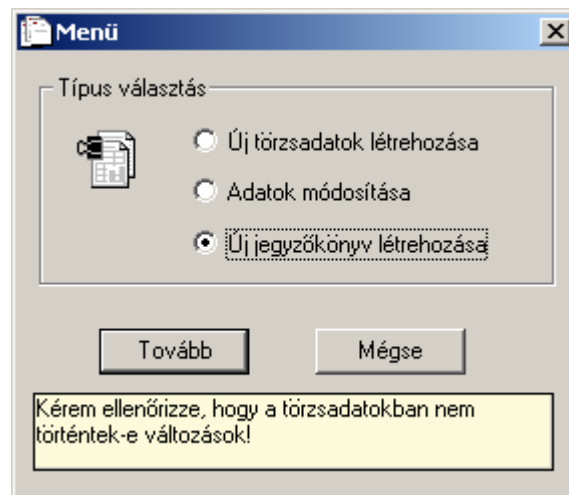 Menü
Típus választás
Új törzsadatok létrehozása
Adatok módosítása
Új jegyzőkönyv létrehozása
Tovább
Mégse
Kérem ellenőrizze, hogy a törzsadatokban nem
történtek-e változások!